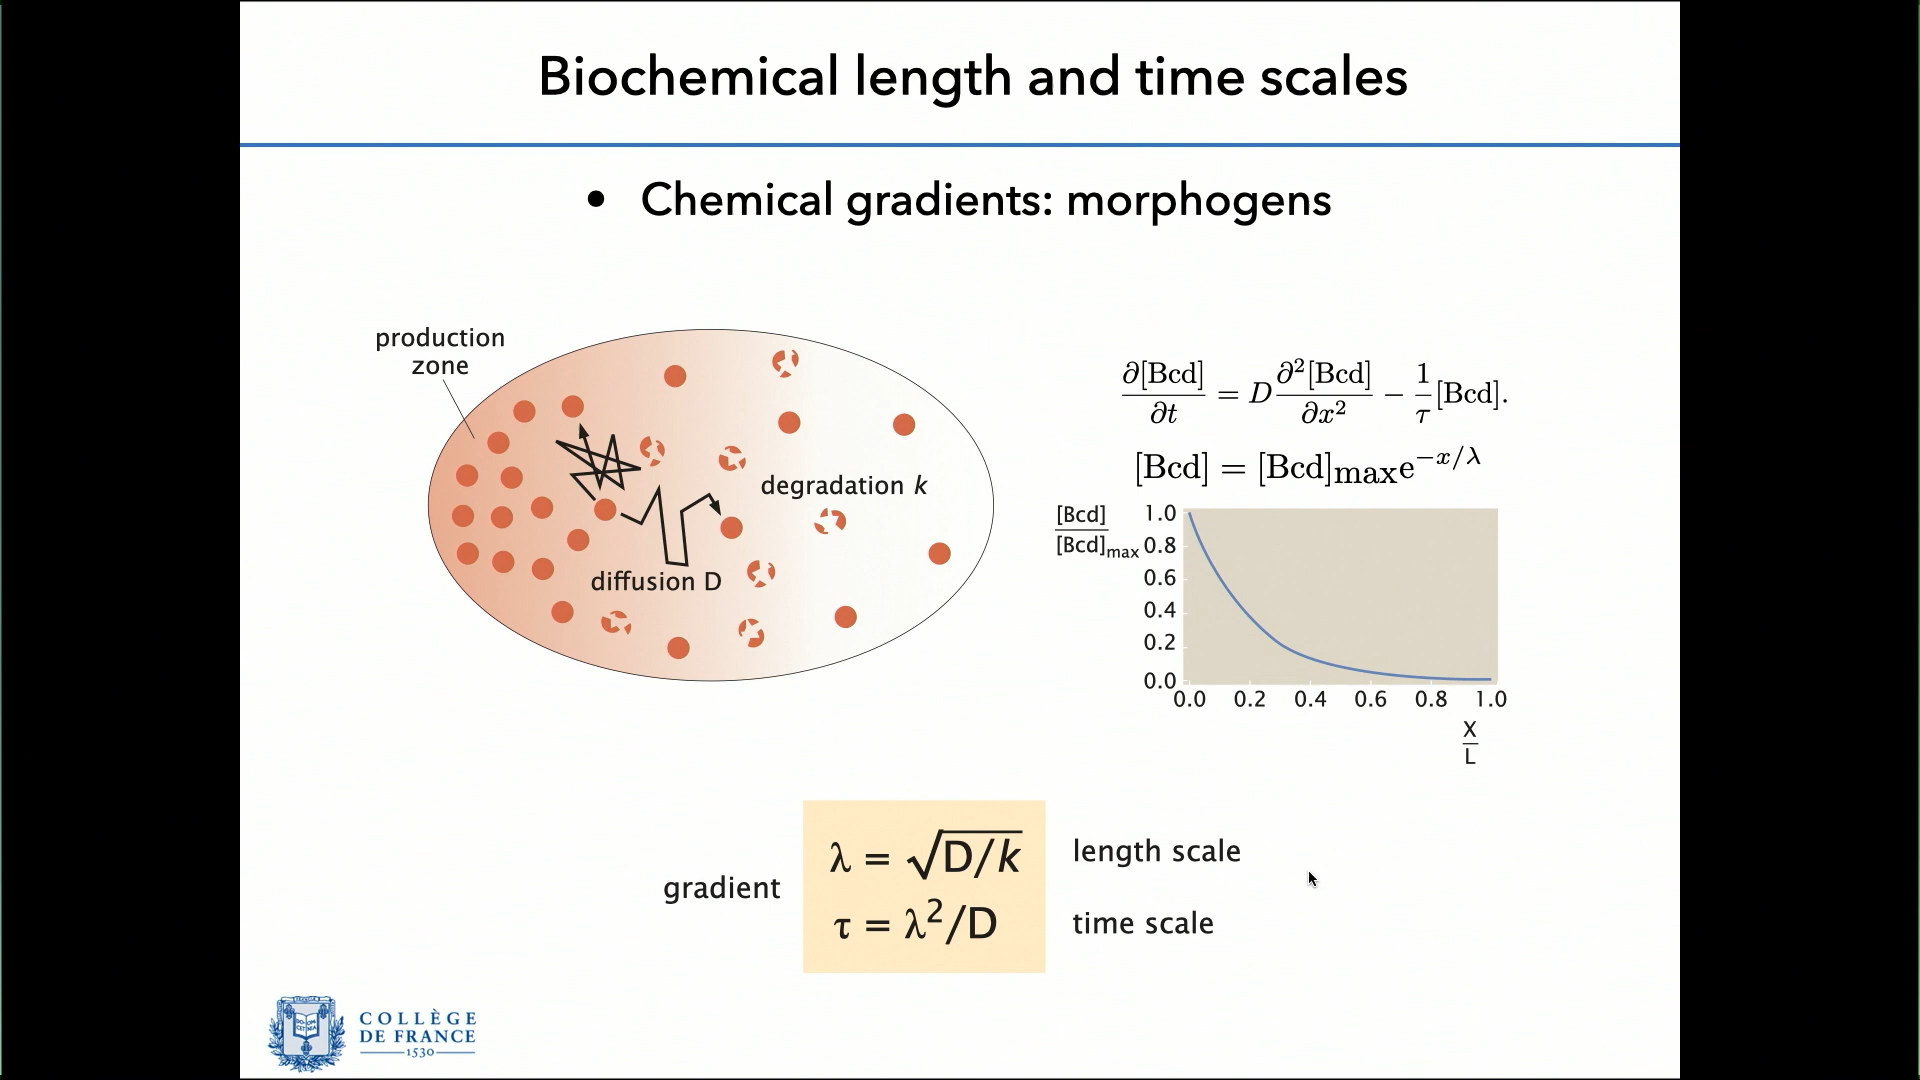 Biochemical length and time scales
• Chemical gradients: morphogens
production
zone
degradation k
diffusion D
∂[Bcd]/∂t = D ∂²[Bcd]/∂x² − 1/τ [Bcd].
[Bcd] = [Bcd]max e^−x/λ
[Bcd]
[Bcd]max
1.0
0.8
0.6
0.4
0.2
0.0
0.0 0.2 0.4 0.6 0.8 1.0
X
L
gradient
λ = √D/k
length scale
τ = λ²/D
time scale
COLLÈGE
DE FRANCE
1530